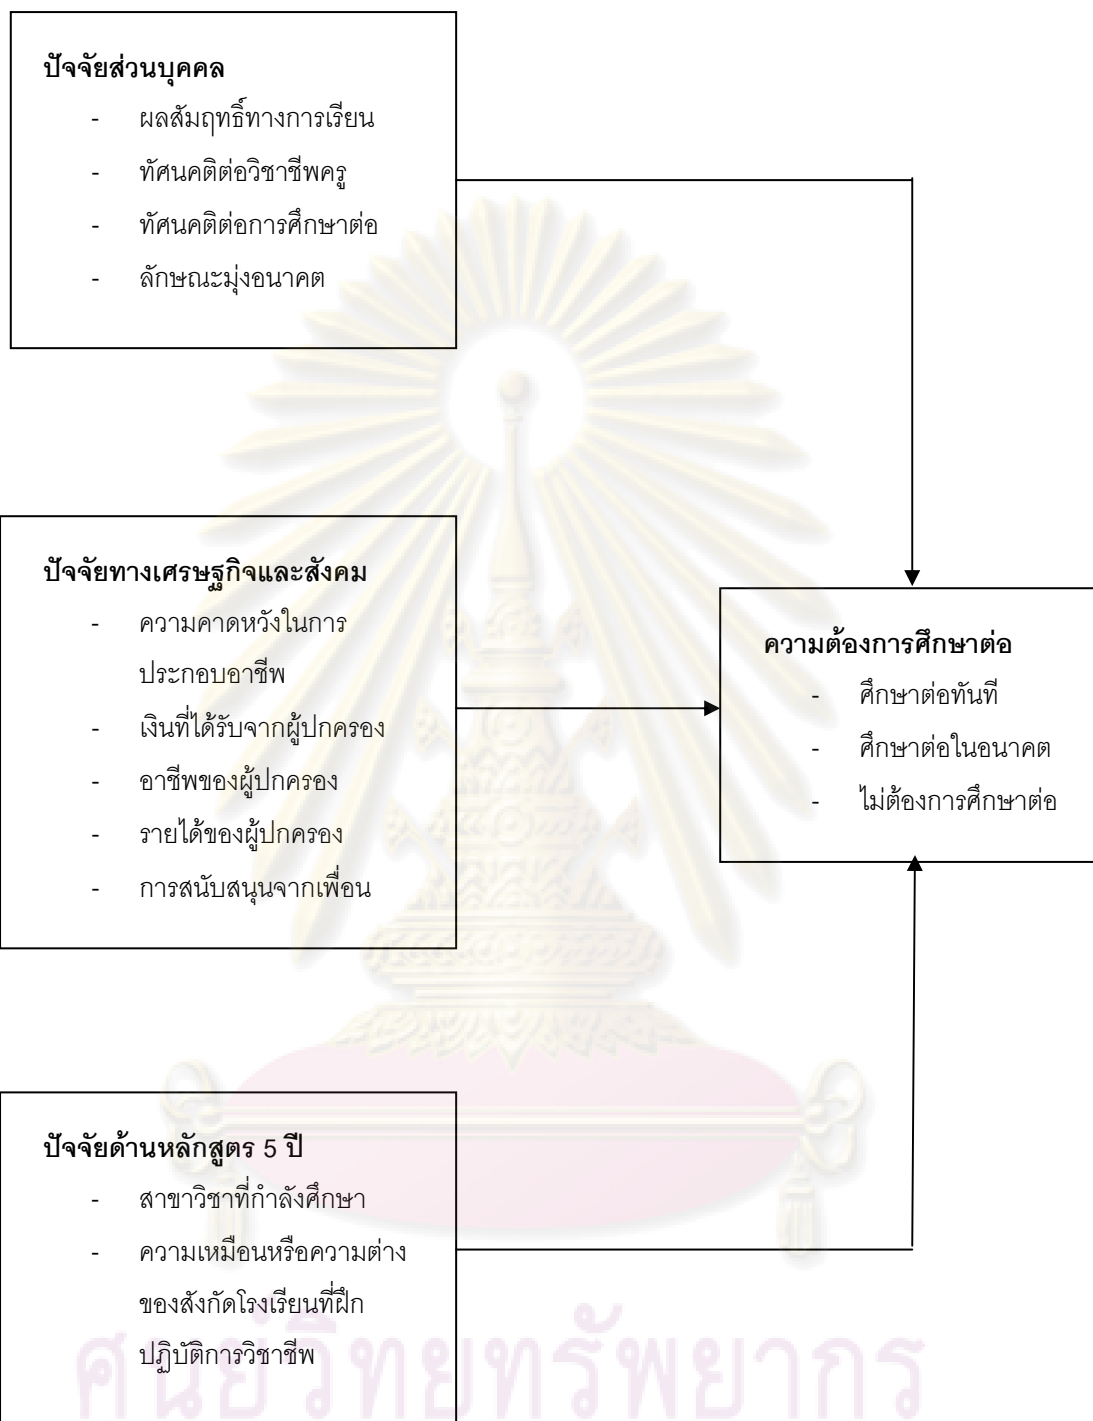 ปัจจัยส่วนบุคคล
- ผลสัมฤทธิ์ทางการเรียน
- ทัศนคติต่อวิชาชีพครู
- ทัศนคติต่อการศึกษาต่อ
- ลักษณะมุ่งอนาคต
ปัจจัยทางเศรษฐกิจและสังคม
- ความคาดหวังในการ
ประกอบอาชีพ
- เงินที่ได้รับจากผู้ปกครอง
- อาชีพของผู้ปกครอง
- รายได้ของผู้ปกครอง
- การสนับสนุนจากเพื่อน
ความต้องการศึกษาต่อ
- ศึกษาต่อทันที
- ศึกษาต่อในอนาคต
- ไม่ต้องการศึกษาต่อ
ปัจจัยด้านหลักสูตร 5 ปี
- สาขาวิชาที่กำลังศึกษา
- ความเหมือนหรือความต่าง
ของสังกัดโรงเรียนที่ฝึก
ปฏิบัติการวิชาชีพ
ศูนย์วิทยทรัพยากร